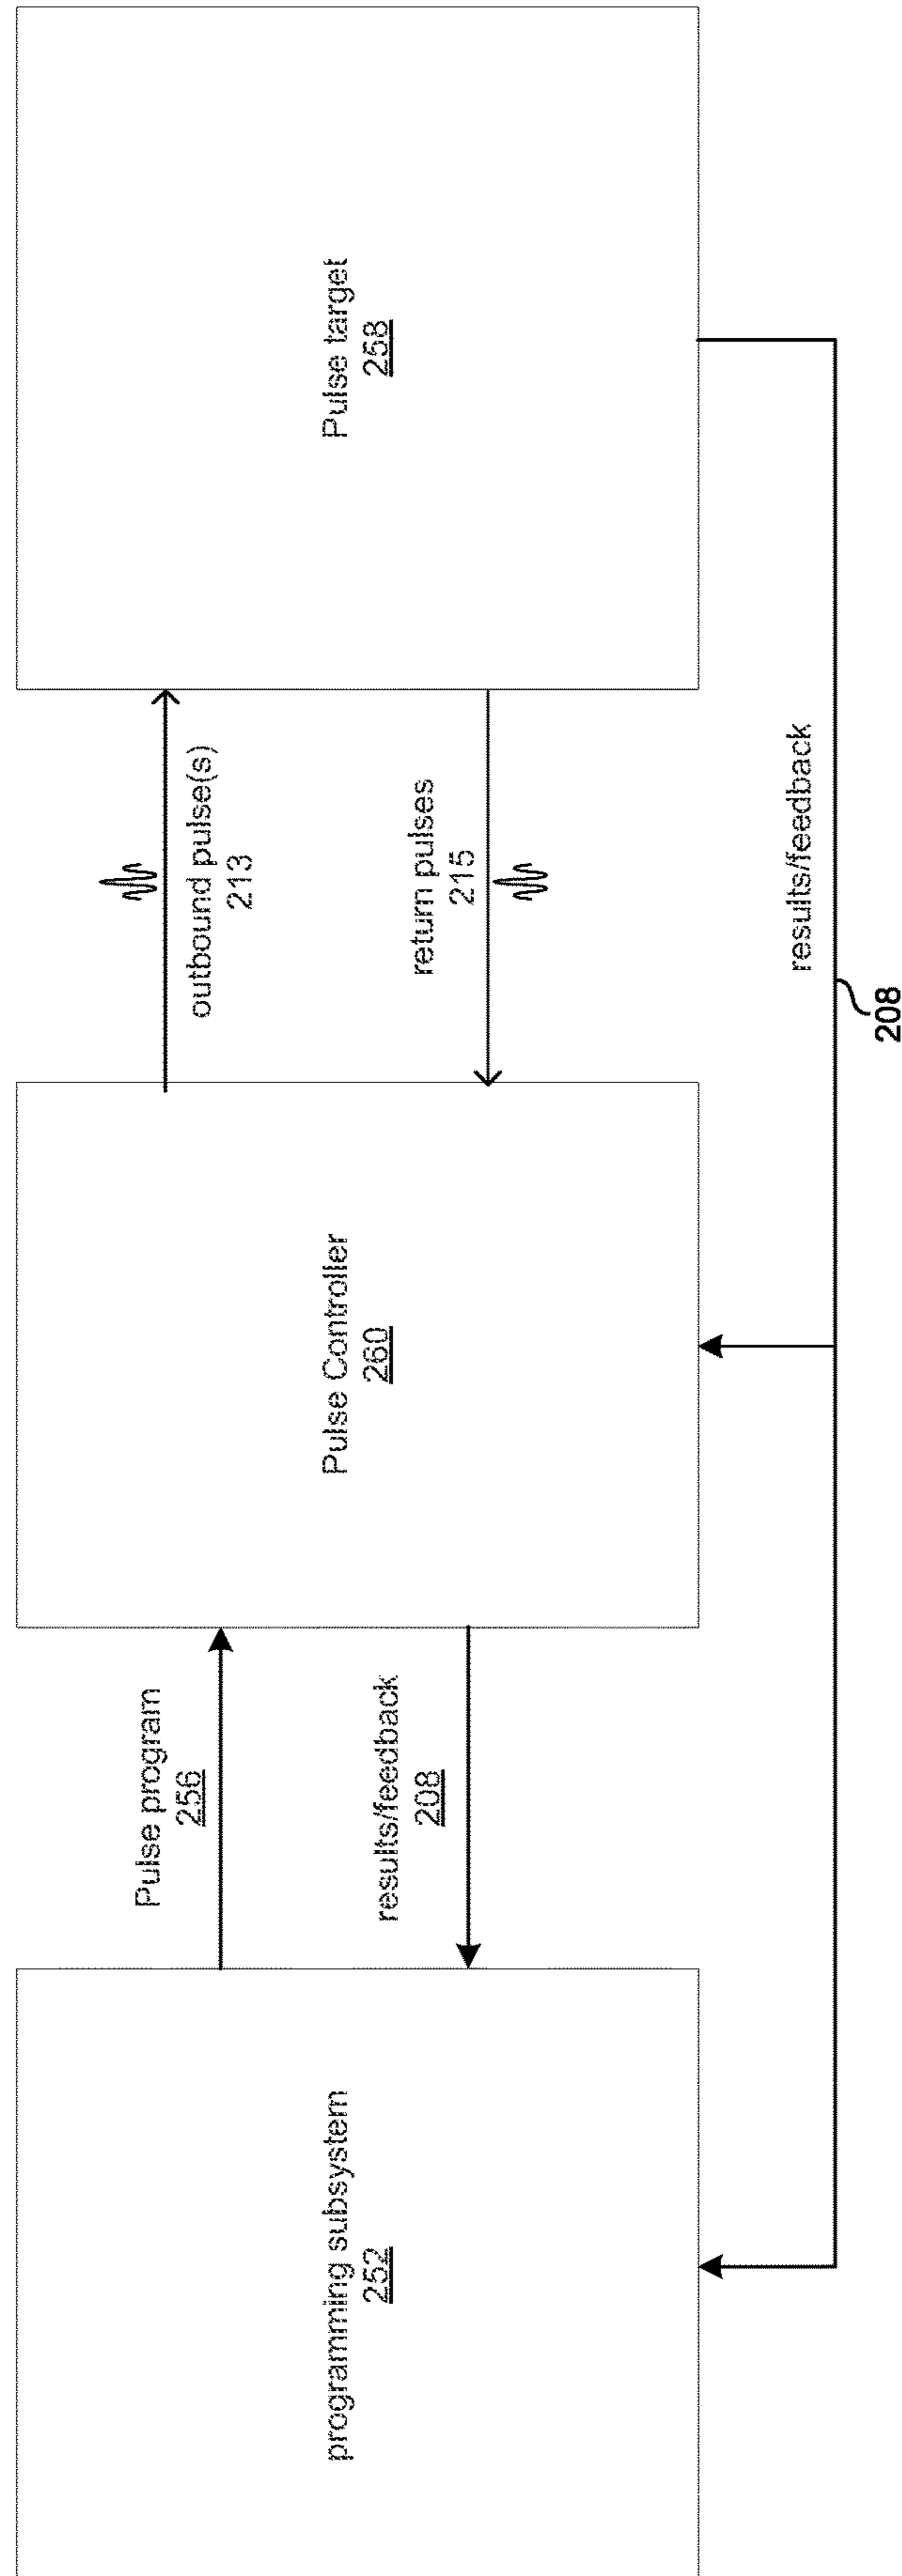 programming subsystem
252
Pulse program
256
results/feedback
208
Pulse Controller
260
outbound pulse(s)
213
return pulses
215
Pulse target
258
results/feedback
208